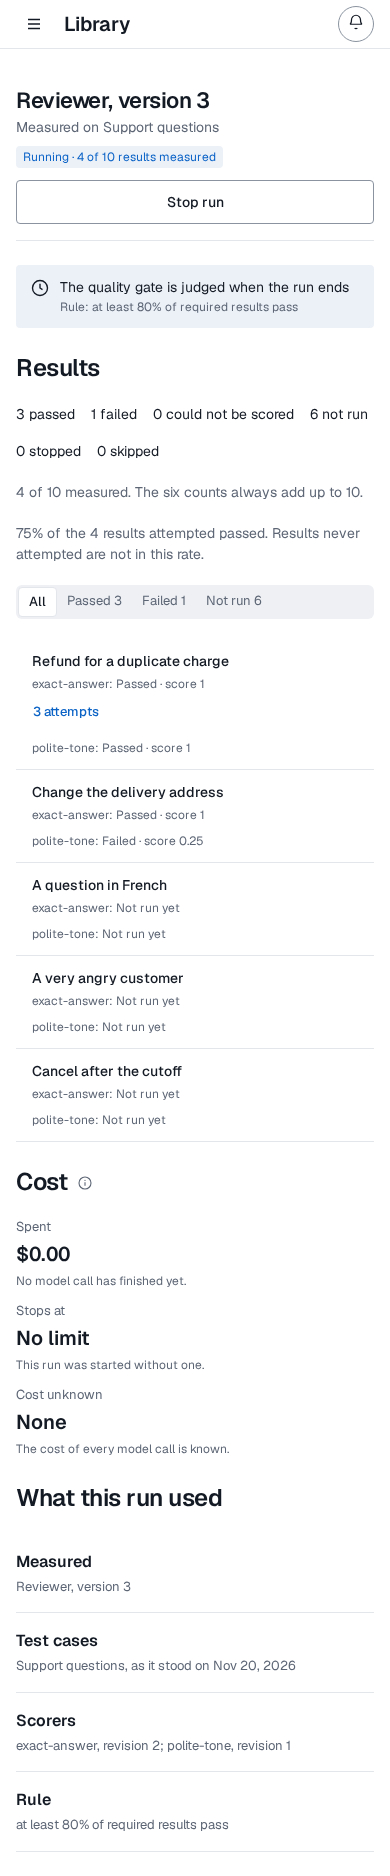 Library
Reviewer, version 3
Measured on Support questions
Running · 4 of 10 results measured
Stop run
The quality gate is judged when the run ends
Rule: at least 80% of required results pass
Results
3 passed 1 failed 0 could not be scored 6 not run
0 stopped 0 skipped
4 of 10 measured. The six counts always add up to 10.
75% of the 4 results attempted passed. Results never
attempted are not in this rate.
All Passed 3 Failed 1 Not run 6
Refund for a duplicate charge
exact-answer: Passed · score 1
3 attempts
polite-tone: Passed · score 1
Change the delivery address
exact-answer: Passed · score 1
polite-tone: Failed · score 0.25
A question in French
exact-answer: Not run yet
polite-tone: Not run yet
A very angry customer
exact-answer: Not run yet
polite-tone: Not run yet
Cancel after the cutoff
exact-answer: Not run yet
polite-tone: Not run yet
Cost
Spent
$0.00
No model call has finished yet.
Stops at
No limit
This run was started without one.
Cost unknown
None
The cost of every model call is known.
What this run used
Measured
Reviewer, version 3
Test cases
Support questions, as it stood on Nov 20, 2026
Scorers
exact-answer, revision 2; polite-tone, revision 1
Rule
at least 80% of required results pass